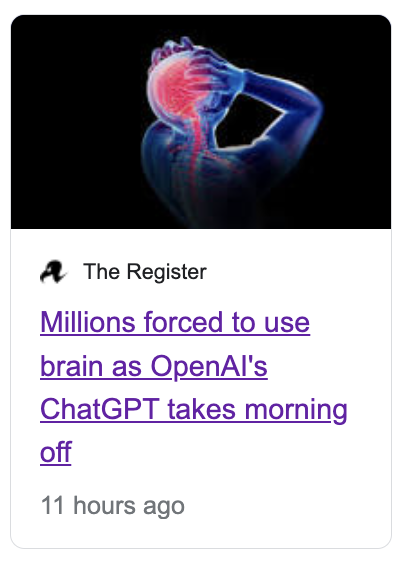 The Register
Millions forced to use
brain as OpenAI's
ChatGPT takes morning
off
11 hours ago